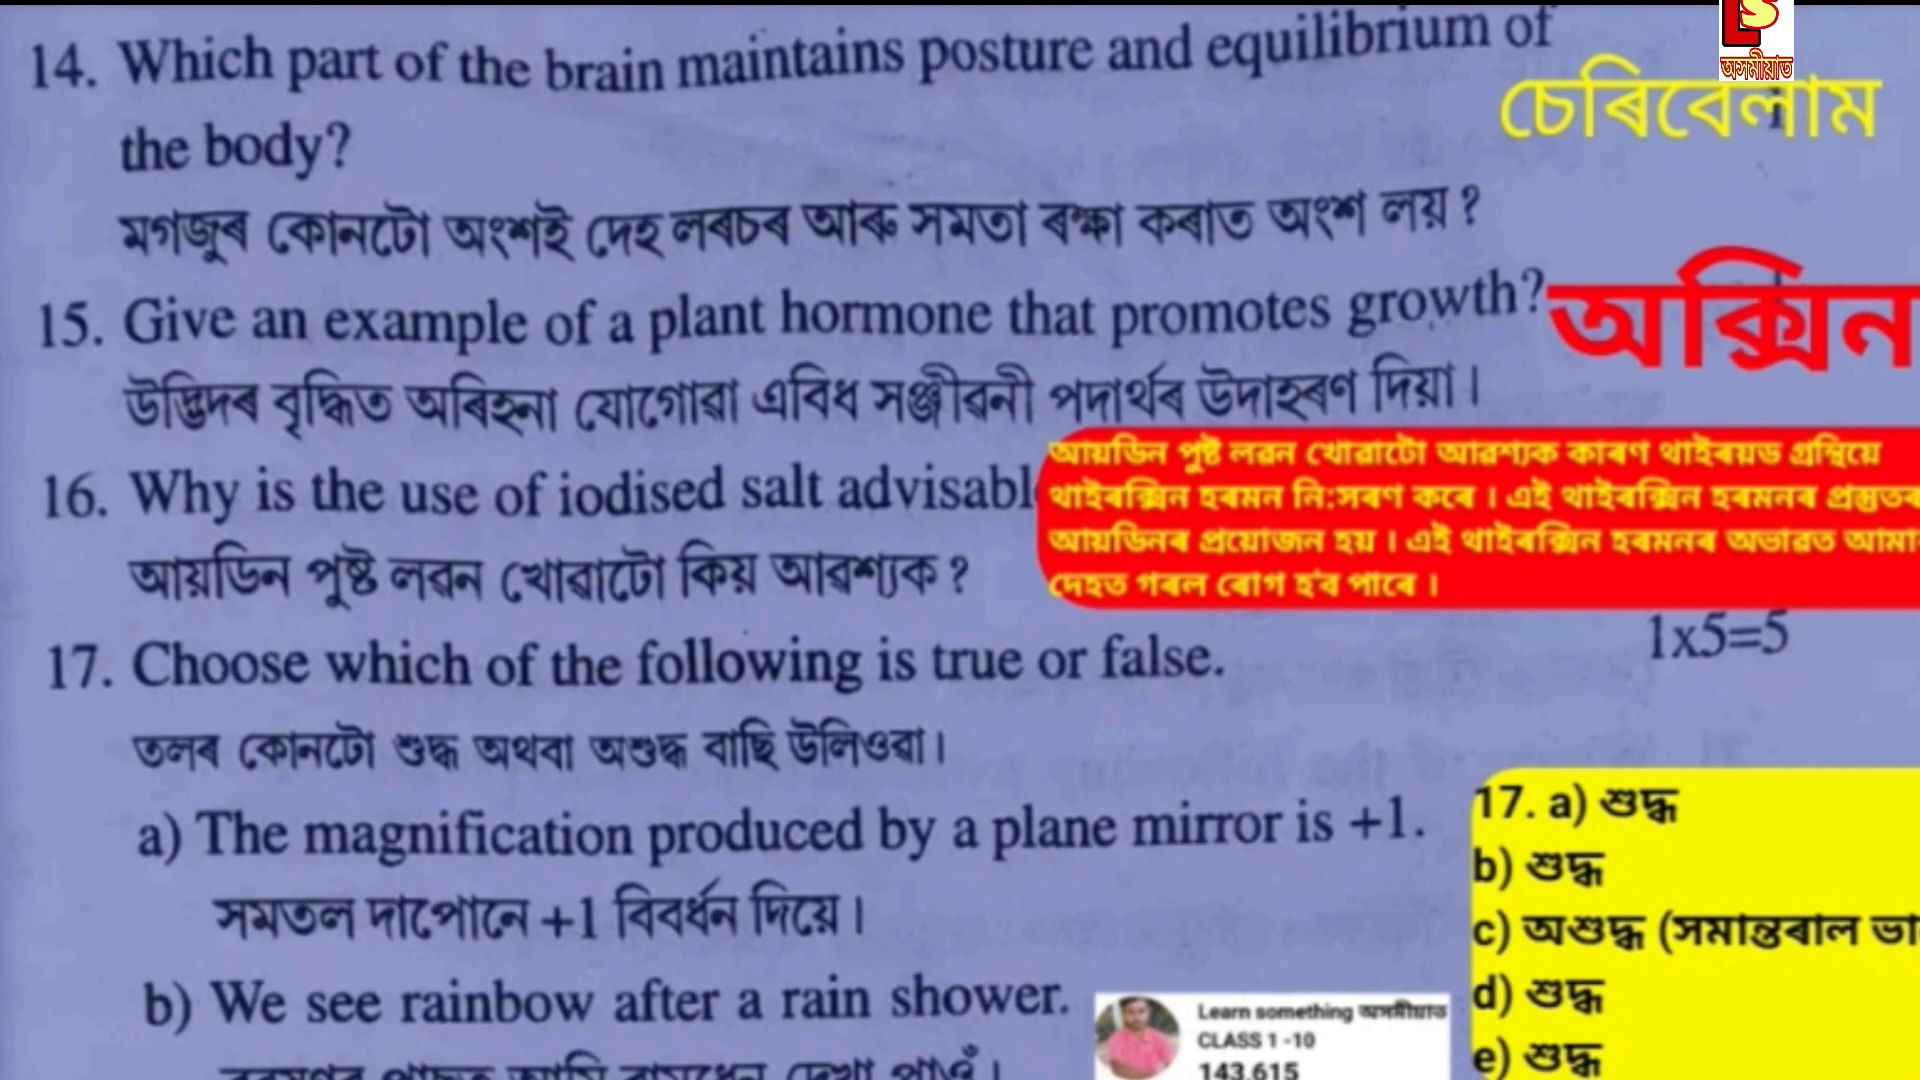 14. Which part of the brain maintains posture and equilibrium of
the body?
চেৰিবেলাম
অসমীয়াত
মগজুৰ কোনটো অংশই দেহ লৰচৰ আৰু সমতা ৰক্ষা কৰাত অংশ লয় ?
15. Give an example of a plant hormone that promotes growth?
অক্সিন
উদ্ভিদৰ বৃদ্ধিত অৰিহনা যোগোৱা এবিধ সঞ্জীৱনী পদাৰ্থৰ উদাহৰণ দিয়া।
16. Why is the use of iodised salt advisabl
আয়ডিন পুষ্ট লৱন খোৱাটো কিয় আৱশ্যক ?
আয়ডিন পুষ্ট লৱন খোৱাটো আৱশ্যক কাৰণ থাইৰয়ড গ্ৰন্থিয়ে
থাইৰক্সিন হৰমন নি:সৰণ কৰে । এই থাইৰক্সিন হৰমনৰ
আয়ডিনৰ প্ৰয়োজন হয় । এই থাইৰক্সিন হৰমনৰ অভাৱত
দেহত গৰল ৰোগ হ'ব পাৰে ।
17. Choose which of the following is true or false.
1x5=5
তলৰ কোনটো শুদ্ধ অথবা অশুদ্ধ বাছি উলিওৱা।
a) The magnification produced by a plane mirror is +1.
সমতল দাপোনে +1 বিবৰ্ধন দিয়ে।
b) We see rainbow after a rain shower.
17. a) শুদ্ধ
b) শুদ্ধ
c) অশুদ্ধ (সমান্তৰাল
d) শুদ্ধ
e) শুদ্ধ
Learn something অসমীয়াত
CLASS 1 -10
143,615